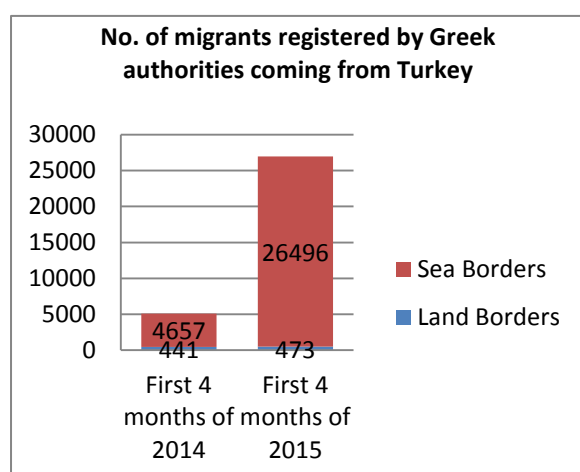 No. of migrants registered by Greek
authorities coming from Turkey
30000
25000
20000
15000
10000
5000
0
26496
4657
441
473
Sea Borders
Land Borders
First 4
months of
2014
First 4
months of
2015